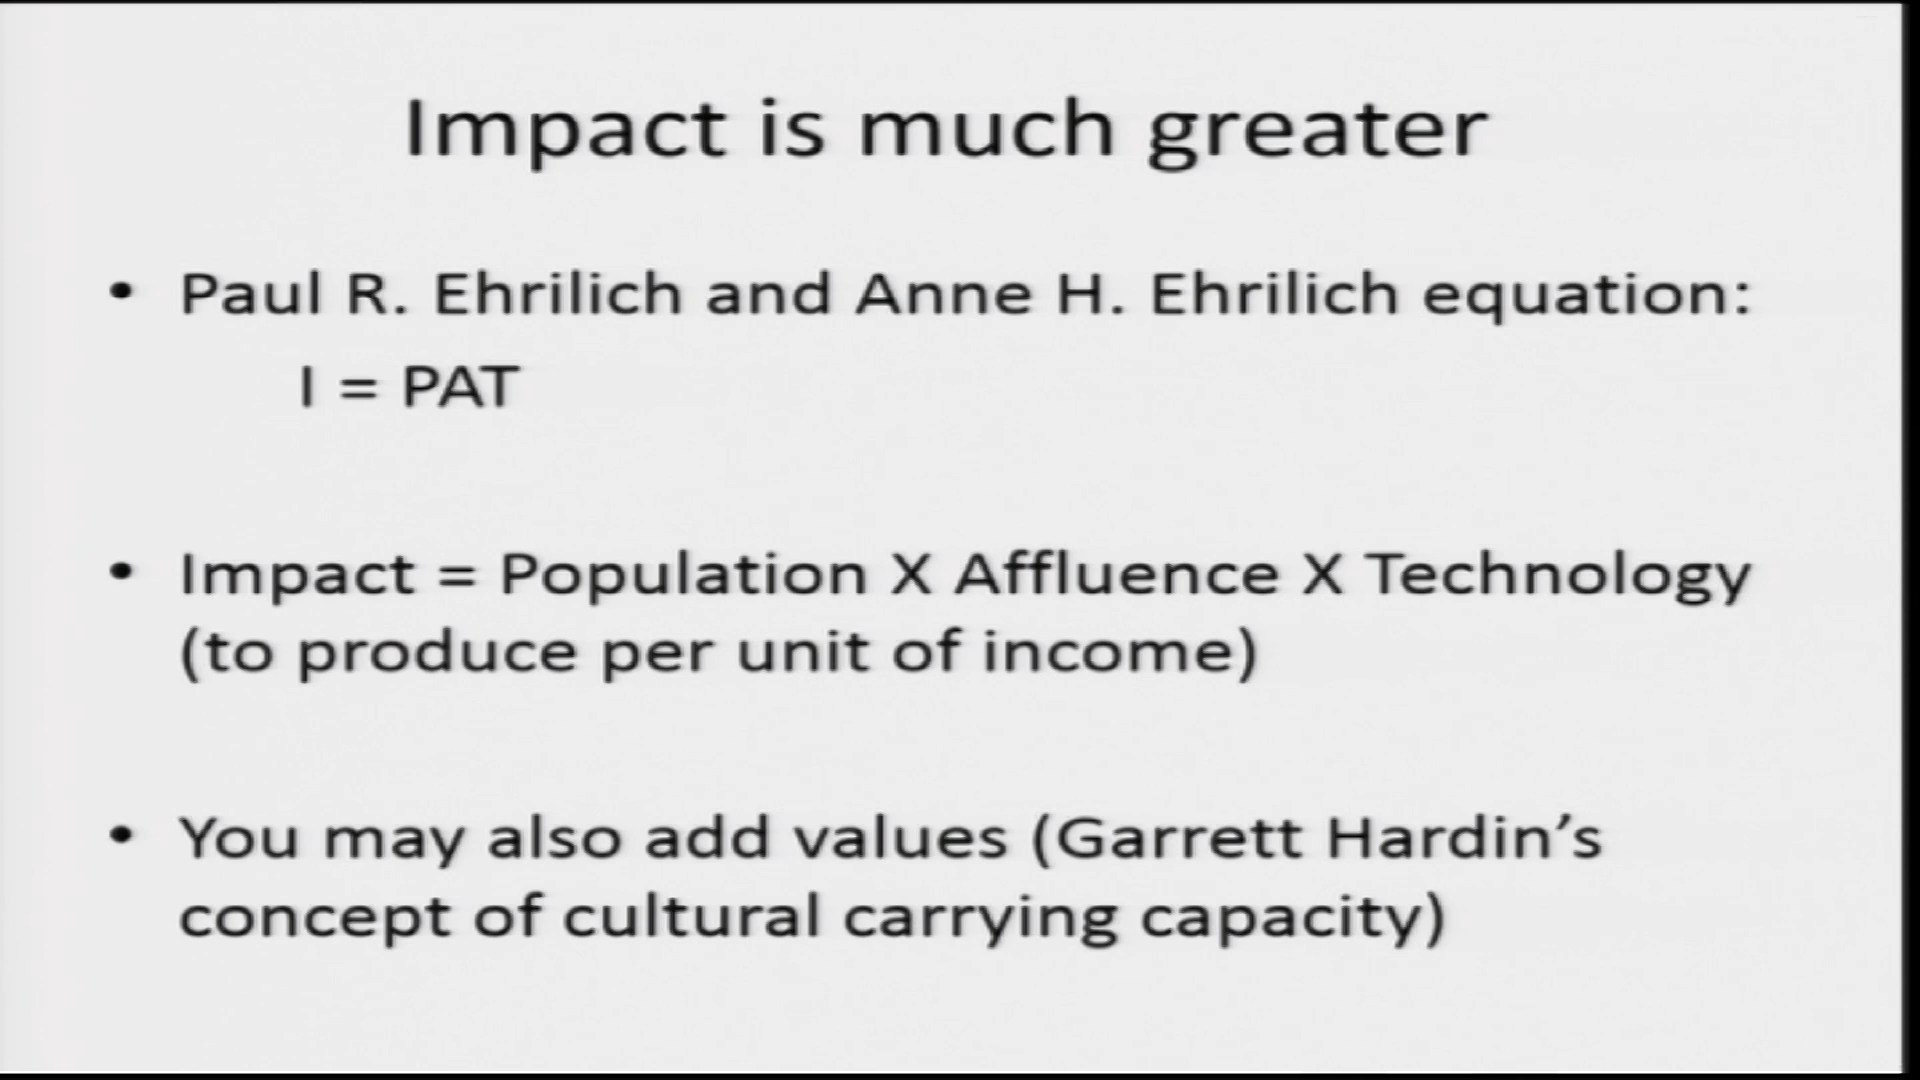 Impact is much greater
• Paul R. Ehrilich and Anne H. Ehrilich equation:
I = PAT
• Impact = Population X Affluence X Technology
(to produce per unit of income)
• You may also add values (Garrett Hardin’s
concept of cultural carrying capacity)